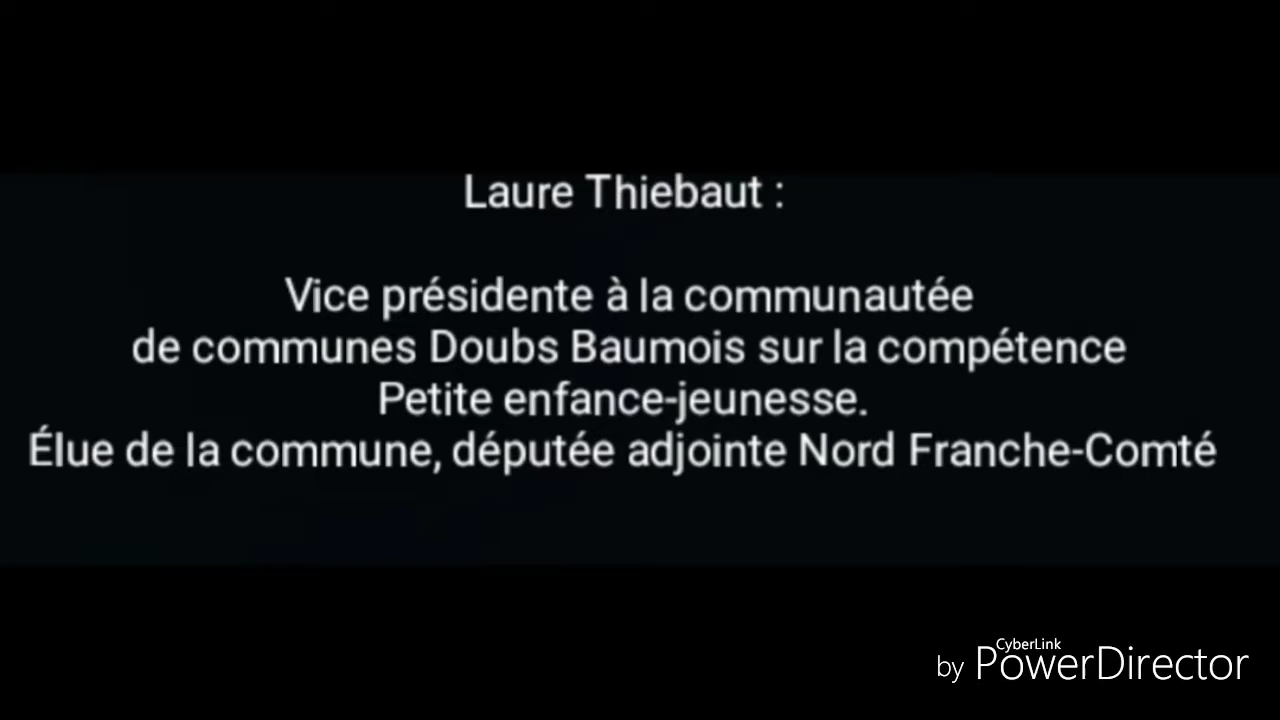 Laure Thiebaut :
Vice présidente à la communautée
de communes Doubs Baumois sur la compétence
Petite enfance-jeunesse.
Élue de la commune, députée adjointe Nord Franche-Comté
CyberLink
by PowerDirector